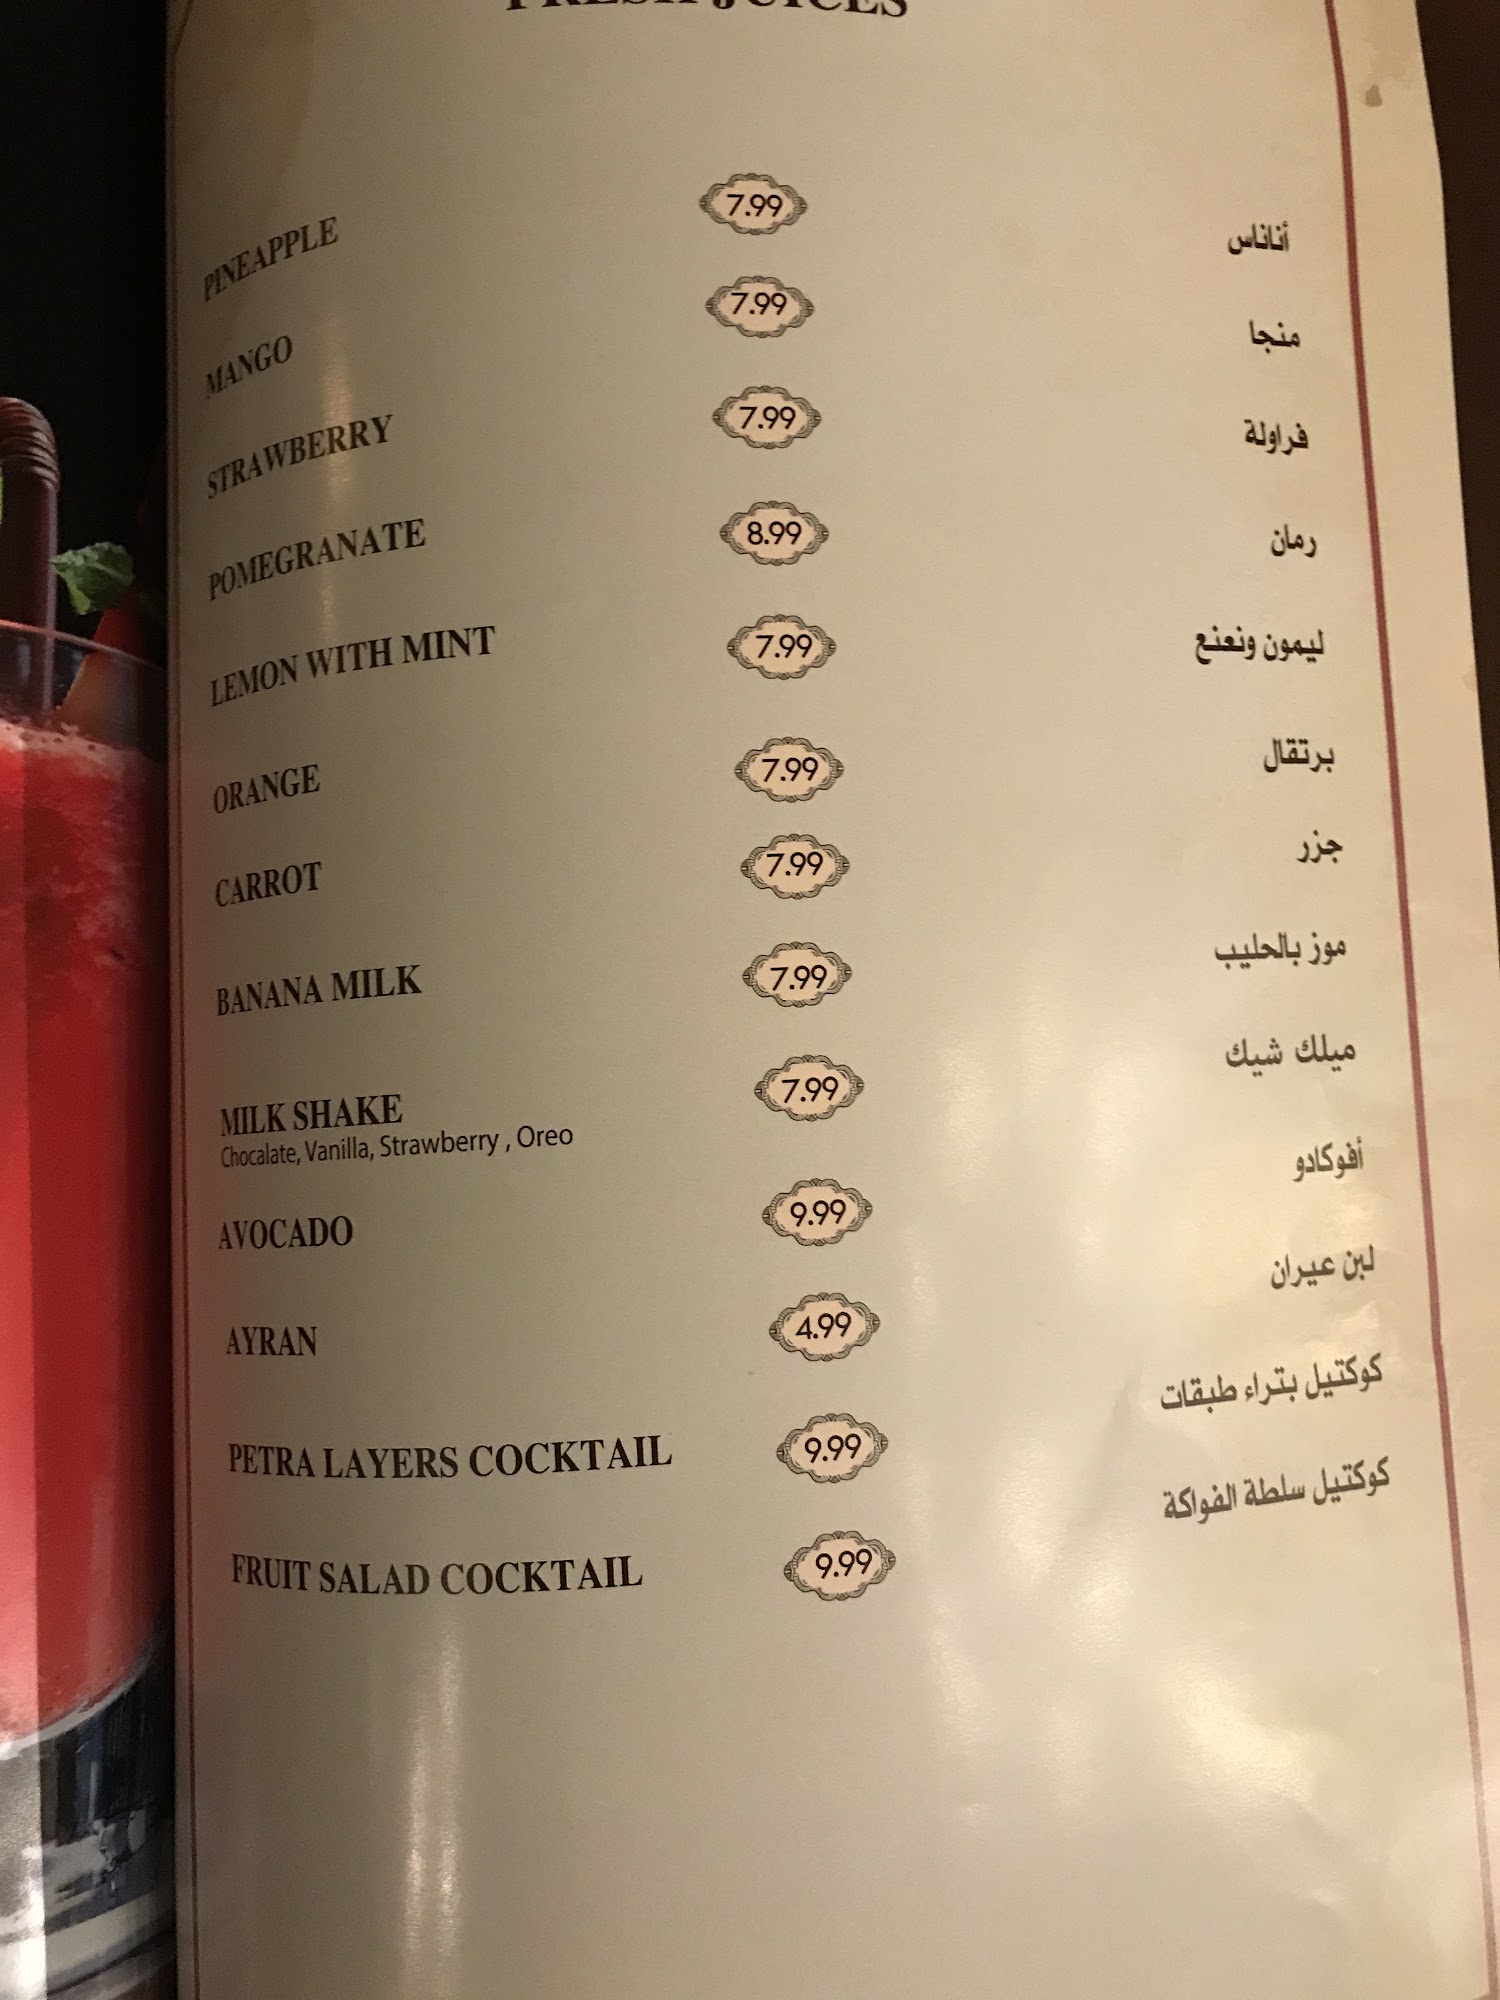 FRESH JUICES
PINEAPPLE 7.99 أناناس
MANGO 7.99 منجا
STRAWBERRY 7.99 فراولة
POMEGRANATE 8.99 رمان
LEMON WITH MINT 7.99 ليمون ونعنع
ORANGE 7.99 برتقال
CARROT 7.99 جزر
BANANA MILK 7.99 موز بالحليب
MILK SHAKE 7.99 ميلك شيك
Chocalate, Vanilla, Strawberry , Oreo
AVOCADO 9.99 أفوكادو
AYRAN 4.99 لبن عيران
PETRA LAYERS COCKTAIL 9.99 كوكتيل بتراء طبقات
FRUIT SALAD COCKTAIL 9.99 كوكتيل سلطة الفواكة